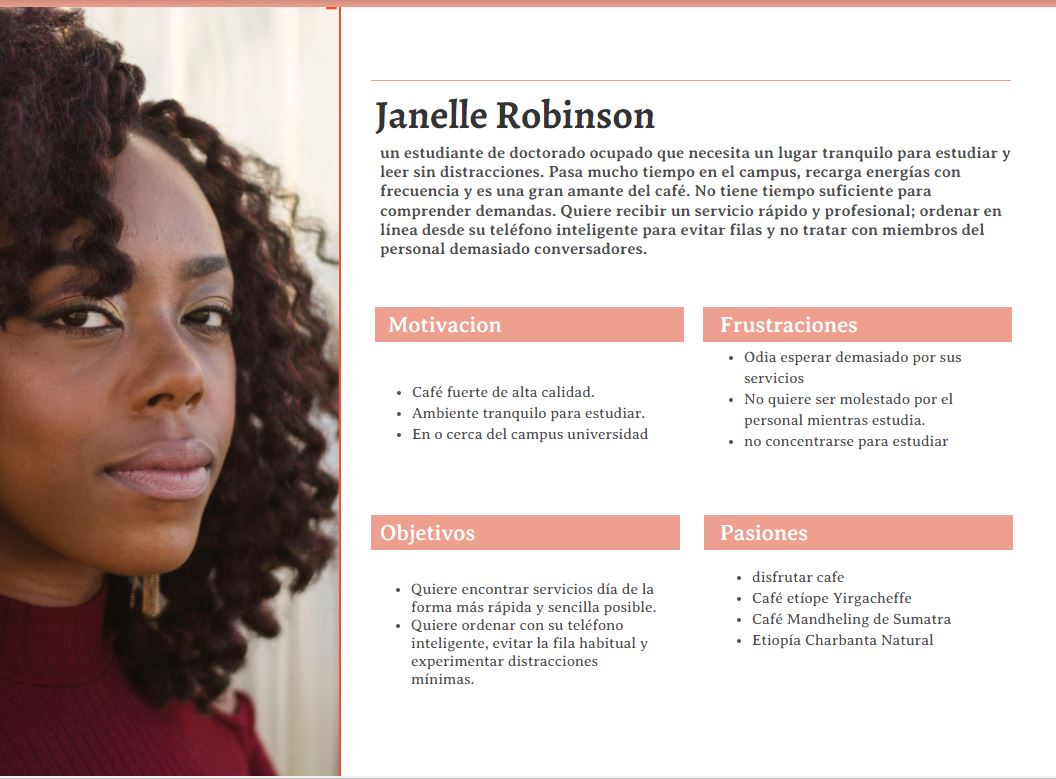 Janelle Robinson
un estudiante de doctorado ocupado que necesita un lugar tranquilo para estudiar y
leer sin distracciones. Pasa mucho tiempo en el campus, recarga energías con
frecuencia y es una gran amante del café. No tiene tiempo suficiente para
comprender demandas. Quiere recibir un servicio rápido y profesional; ordenar en
línea desde su teléfono inteligente para evitar filas y no tratar con miembros del
personal demasiado conversadores.
Motivacion
• Café fuerte de alta calidad.
• Ambiente tranquilo para estudiar.
• En o cerca del campus universidad
Frustraciones
• Odia esperar demasiado por sus
servicios
• No quiere ser molestado por el
personal mientras estudia.
• no concentrarse para estudiar
Objetivos
• Quiere encontrar servicios día de la
forma más rápida y sencilla posible.
• Quiere ordenar con su teléfono
inteligente, evitar la fila habitual y
experimentar distracciones
mínimas.
Pasiones
• disfrutar cafe
• Café etíope Yirgacheffe
• Café Mandheling de Sumatra
• Etiopía Charbanta Natural